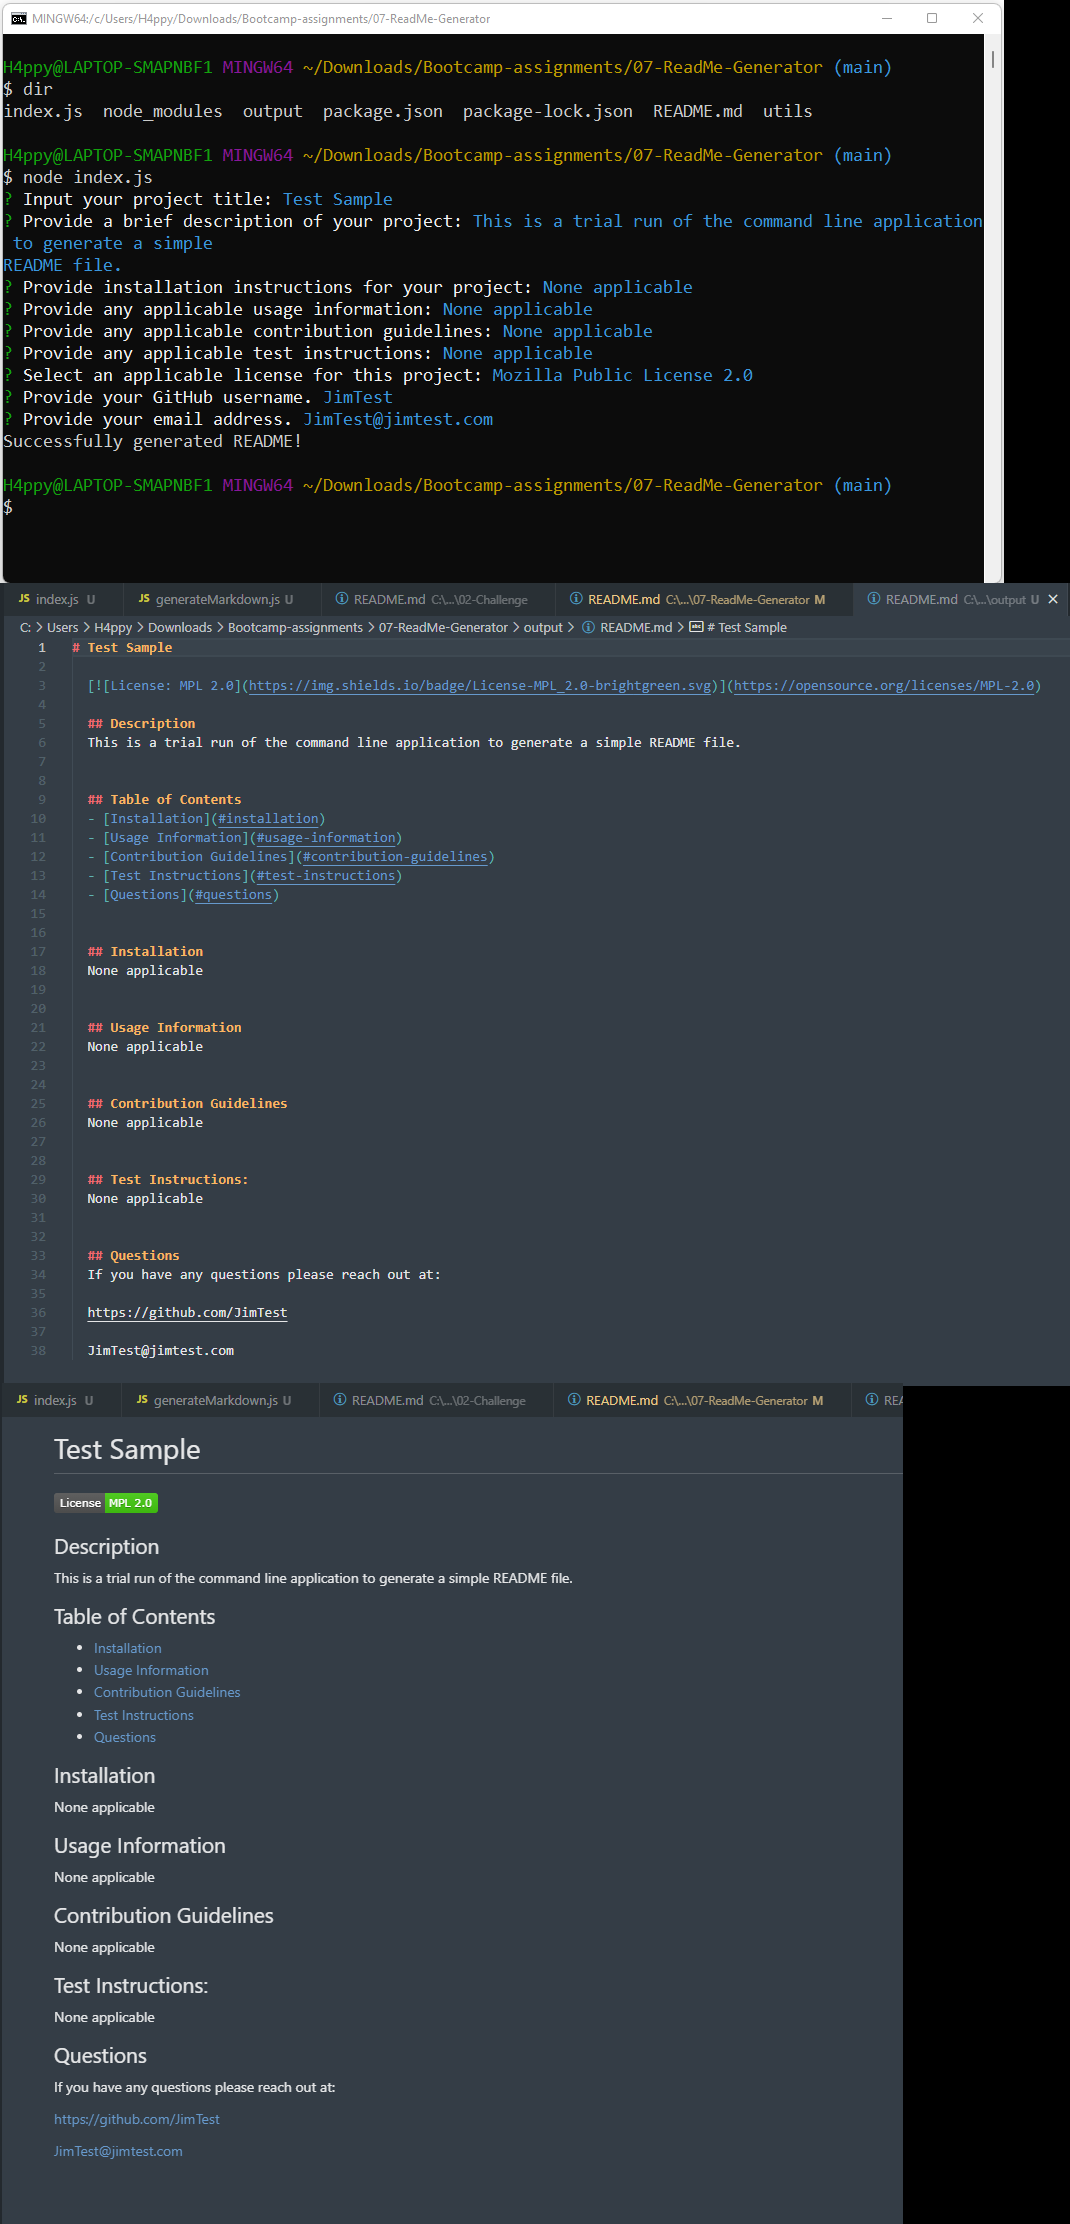 MINGW64:/c/Users/H4ppy/Downloads/Bootcamp-assignments/07-ReadMe-Generator
H4ppy@LAPTOP-SMAPNBF1 MINGW64 ~/Downloads/Bootcamp-assignments/07-ReadMe-Generator (main)
$ dir
index.js  node_modules  output  package.json  package-lock.json  README.md  utils
H4ppy@LAPTOP-SMAPNBF1 MINGW64 ~/Downloads/Bootcamp-assignments/07-ReadMe-Generator (main)
$ node index.js
? Input your project title: Test Sample
? Provide a brief description of your project: This is a trial run of the command line application
to generate a simple
README file.
? Provide installation instructions for your project: None applicable
? Provide any applicable usage information: None applicable
? Provide any applicable contribution guidelines: None applicable
? Provide any applicable test instructions: None applicable
? Select an applicable license for this project: Mozilla Public License 2.0
? Provide your GitHub username. JimTest
? Provide your email address. JimTest@jimtest.com
Successfully generated README!
H4ppy@LAPTOP-SMAPNBF1 MINGW64 ~/Downloads/Bootcamp-assignments/07-ReadMe-Generator (main)
$
JS index.js U JS generateMarkdown.js U README.md C:\...\02-Challenge README.md C:\...\07-ReadMe-Generator M README.md C:\...\output U
C: > Users > H4ppy > Downloads > Bootcamp-assignments > 07-ReadMe-Generator > output > README.md > # Test Sample
1 # Test Sample
2
3 [![License: MPL 2.0](https://img.shields.io/badge/License-MPL_2.0-brightgreen.svg)](https://opensource.org/licenses/MPL-2.0)
4
5 ## Description
6 This is a trial run of the command line application to generate a simple README file.
7
8
9 ## Table of Contents
10 - [Installation](#installation)
11 - [Usage Information](#usage-information)
12 - [Contribution Guidelines](#contribution-guidelines)
13 - [Test Instructions](#test-instructions)
14 - [Questions](#questions)
15
16
17 ## Installation
18 None applicable
19
20
21 ## Usage Information
22 None applicable
23
24
25 ## Contribution Guidelines
26 None applicable
27
28
29 ## Test Instructions:
30 None applicable
31
32
33 ## Questions
34 If you have any questions please reach out at:
35
36 https://github.com/JimTest
37
38 JimTest@jimtest.com
JS index.js U JS generateMarkdown.js U README.md C:\...\02-Challenge README.md C:\...\07-ReadMe-Generator M REA
Test Sample
License MPL 2.0
Description
This is a trial run of the command line application to generate a simple README file.
Table of Contents
• Installation
• Usage Information
• Contribution Guidelines
• Test Instructions
• Questions
Installation
None applicable
Usage Information
None applicable
Contribution Guidelines
None applicable
Test Instructions:
None applicable
Questions
If you have any questions please reach out at:
https://github.com/JimTest
JimTest@jimtest.com